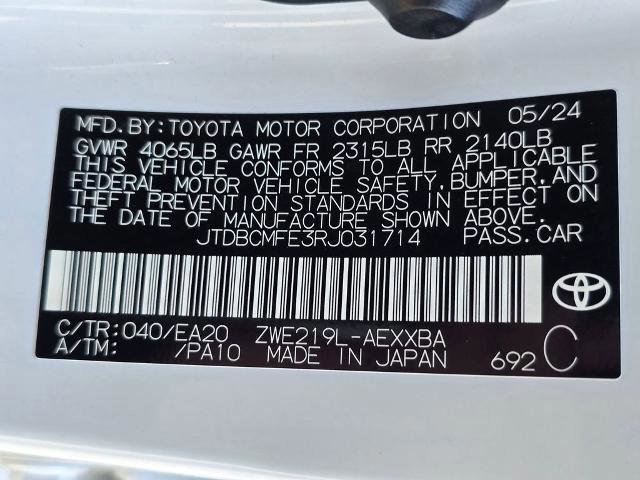 MFD.BY:TOYOTA MOTOR CORPORATION 05/24
GVWR 4065LB GAWR FR 2315LB RR 2140LB
THIS VEHICLE CONFORMS TO ALL APPLICABLE
FEDERAL MOTOR VEHICLE SAFETY,BUMPER,AND
THEFT PREVENTION STANDARDS IN EFFECT ON
THE DATE OF MANUFACTURE SHOWN ABOVE.
JTDBCMFE3RJ031714 PASS.CAR
C/TR:040/EA20 ZWE219L-AEXXBA
A/TM: /PA10 MADE IN JAPAN 692 C